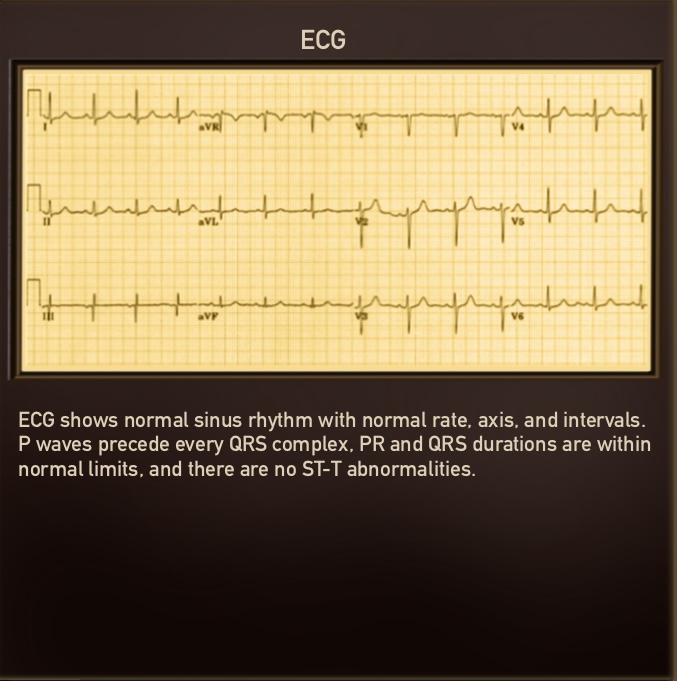 ECG
I aVR V1 V4
II aVL V2 V5
III aVF V3 V6
ECG shows normal sinus rhythm with normal rate, axis, and intervals.
P waves precede every QRS complex, PR and QRS durations are within
normal limits, and there are no ST-T abnormalities.